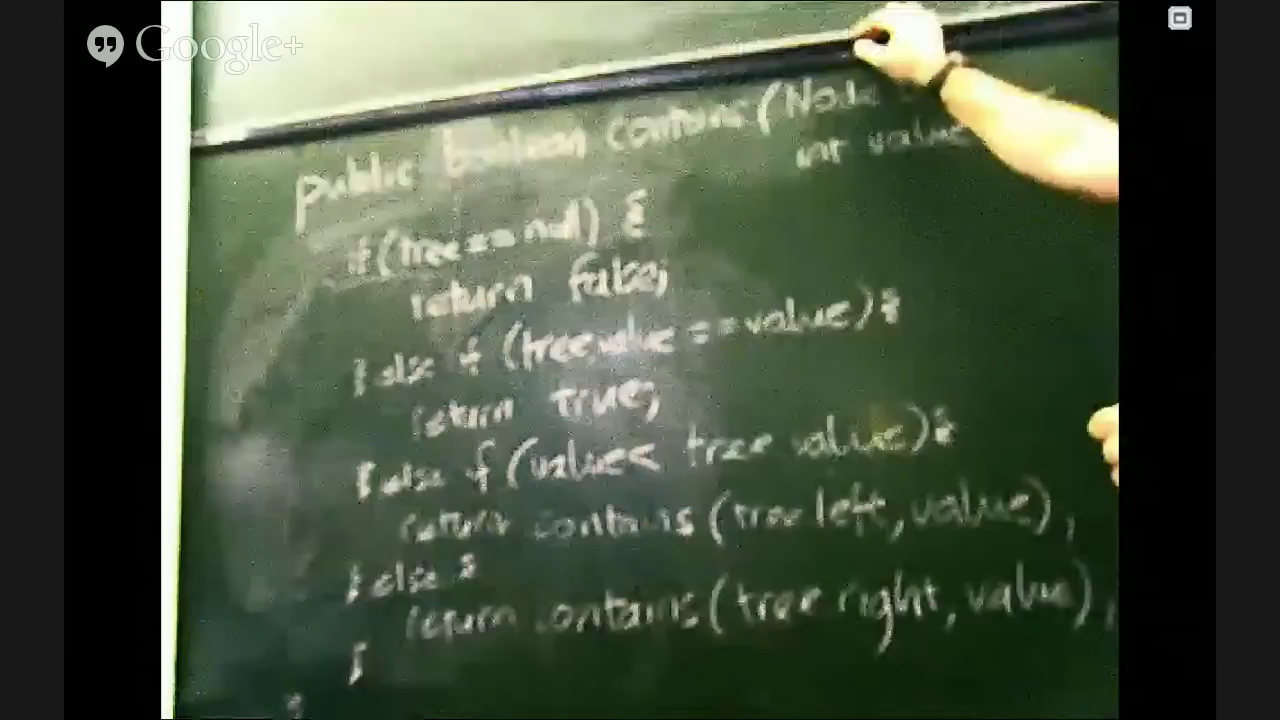 Google+
public boolean contains(Node
int value
if(tree == null) {
return false;
} else if (tree.value == value) {
return true;
} else if (value < tree.value) {
return contains(tree.left, value);
} else {
return contains(tree.right, value);
}
}